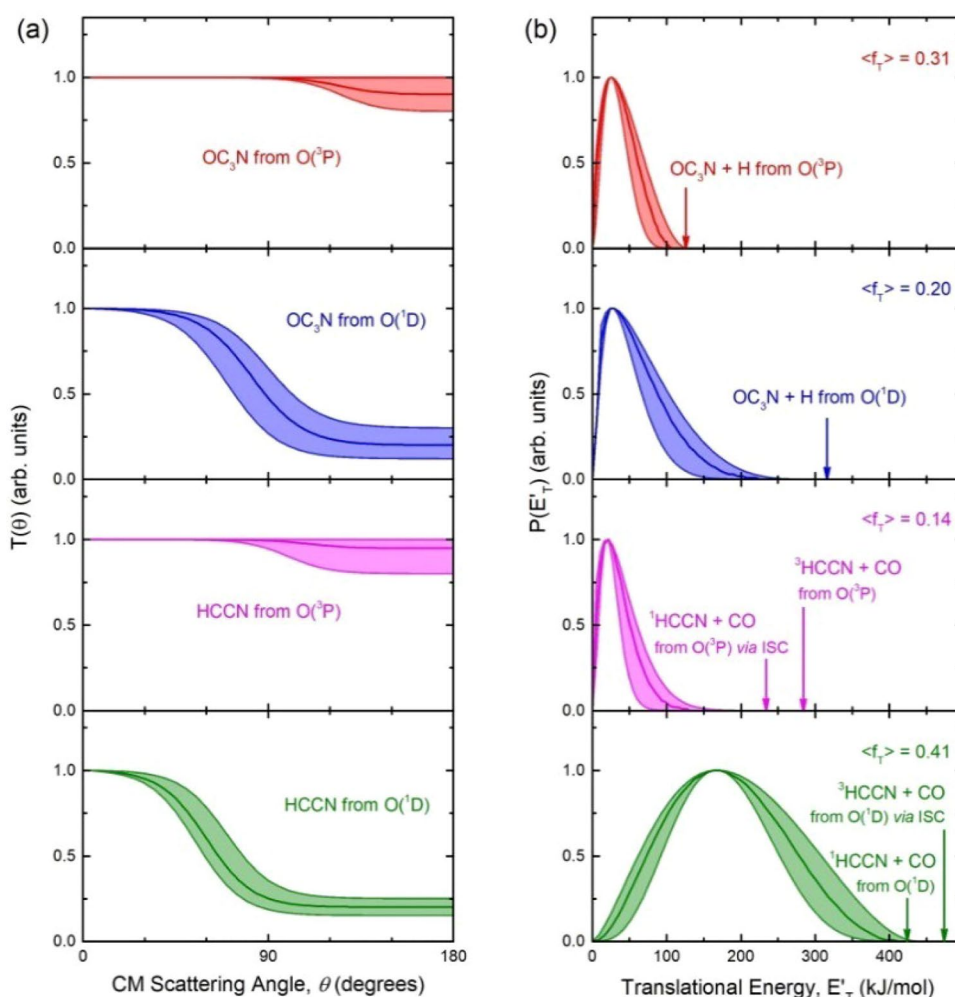 (a)
T(θ) (arb. units)
1.0
0.5
0.0
OC₃N from O(³P)
1.0
0.5
0.0
OC₃N from O(¹D)
1.0
0.5
0.0
HCCN from O(³P)
1.0
0.5
0.0
HCCN from O(¹D)
0
90
180
CM Scattering Angle, θ (degrees)
(b)
P(E'T) (arb. units)
1.0
0.5
0.0
<fT> = 0.31
OC₃N + H from O(³P)
1.0
0.5
0.0
<fT> = 0.20
OC₃N + H from O(¹D)
1.0
0.5
0.0
<fT> = 0.14
³HCCN + CO
from O(³P)
¹HCCN + CO
from O(³P) via ISC
1.0
0.5
0.0
<fT> = 0.41
³HCCN + CO
from O(¹D) via ISC
¹HCCN + CO
from O(¹D)
0
100
200
300
400
Translational Energy, E'T (kJ/mol)